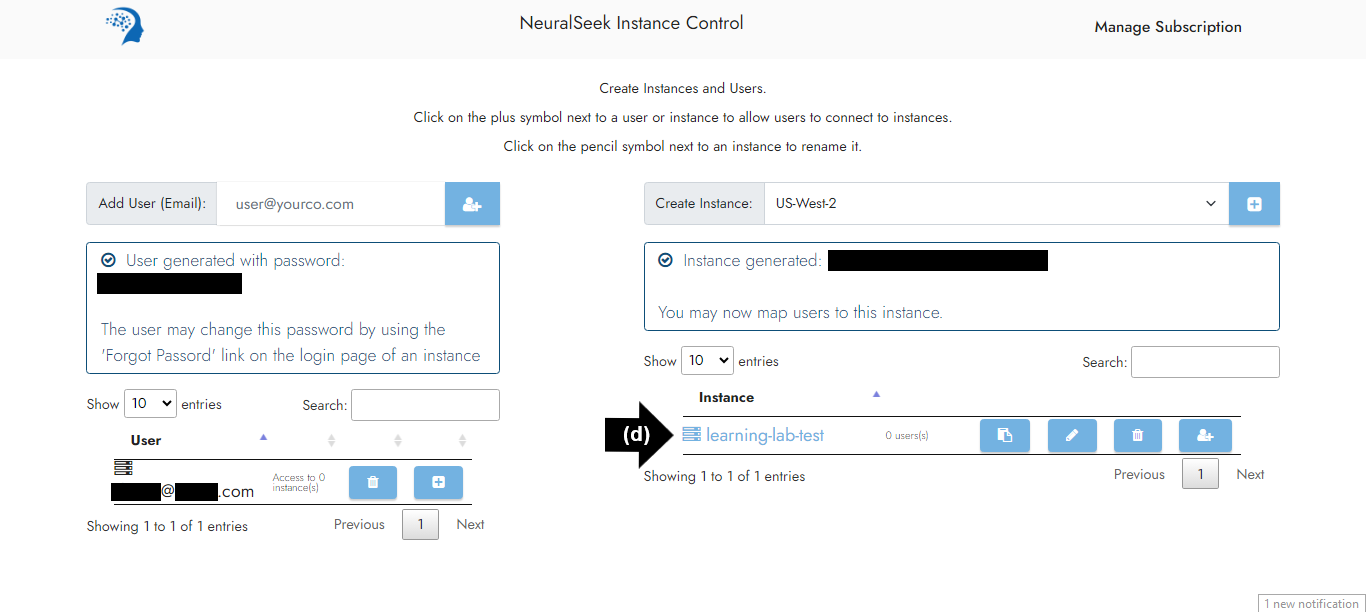 NeuralSeek Instance Control
Manage Subscription
Create Instances and Users.
Click on the plus symbol next to a user or instance to allow users to connect to instances.
Click on the pencil symbol next to an instance to rename it.
Add User (Email): user@yourco.com
User generated with password:
The user may change this password by using the
'Forgot Passord' link on the login page of an instance
Show 10 entries Search:
User
@ .com
Access to 0
instance(s)
Showing 1 to 1 of 1 entries Previous 1 Next
Create Instance: US-West-2
Instance generated:
You may now map users to this instance.
Show 10 entries Search:
Instance
(d) learning-lab-test 0 users(s)
Showing 1 to 1 of 1 entries Previous 1 Next
1 new notification